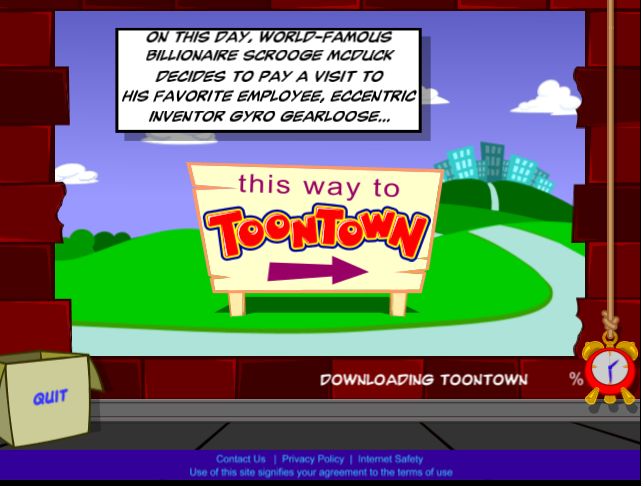 ON THIS DAY, WORLD-FAMOUS
BILLIONAIRE SCROOGE MCDUCK
DECIDES TO PAY A VISIT TO
HIS FAVORITE EMPLOYEE, ECCENTRIC
INVENTOR GYRO GEARLOOSE...
this way to
TOONTOWN
DOWNLOADING TOONTOWN %
QUIT
Contact Us | Privacy Policy | Internet Safety
Use of this site signifies your agreement to the terms of use